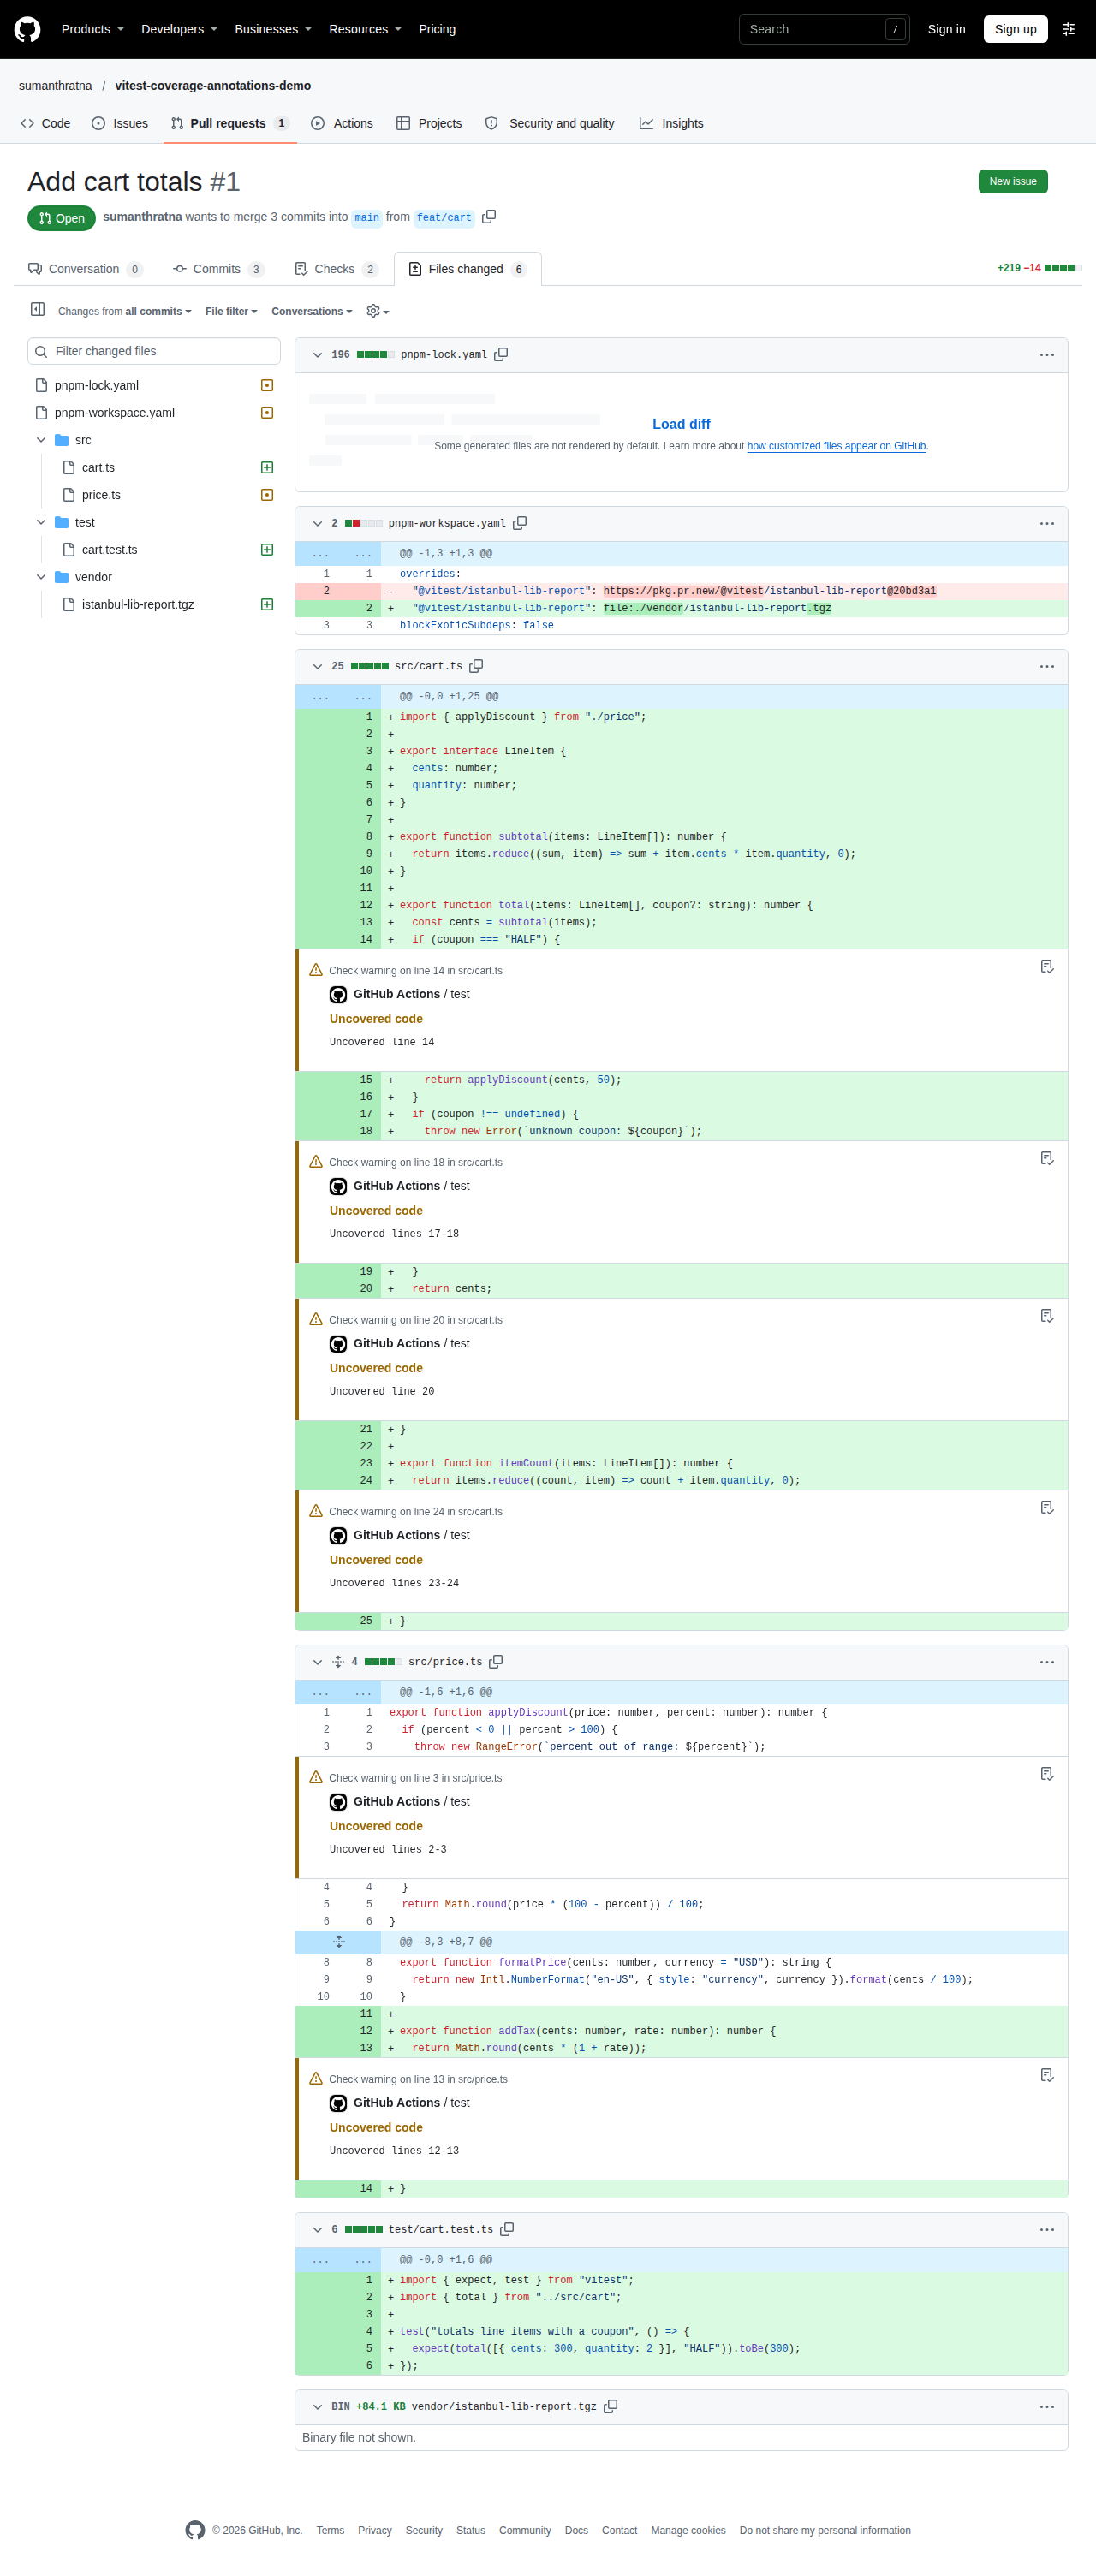 Products Developers Businesses Resources Pricing Search / Sign in Sign up
sumanthratna / vitest-coverage-annotations-demo
Code Issues Pull requests 1 Actions Projects Security and quality Insights
Add cart totals #1 New issue
Open sumanthratna wants to merge 3 commits into main from feat/cart
Conversation 0 Commits 3 Checks 2 Files changed 6 +219 −14
Changes from all commits File filter Conversations
Filter changed files
pnpm-lock.yaml
pnpm-workspace.yaml
src
cart.ts
price.ts
test
cart.test.ts
vendor
istanbul-lib-report.tgz
196 pnpm-lock.yaml
Load diff
Some generated files are not rendered by default. Learn more about how customized files appear on GitHub.
2 pnpm-workspace.yaml
... ... @@ -1,3 +1,3 @@
1 1 overrides:
2 - "@vitest/istanbul-lib-report": https://pkg.pr.new/@vitest/istanbul-lib-report@20bd3a1
2 + "@vitest/istanbul-lib-report": file:./vendor/istanbul-lib-report.tgz
3 3 blockExoticSubdeps: false
25 src/cart.ts
... ... @@ -0,0 +1,25 @@
1 + import { applyDiscount } from "./price";
2 +
3 + export interface LineItem {
4 + cents: number;
5 + quantity: number;
6 + }
7 +
8 + export function subtotal(items: LineItem[]): number {
9 + return items.reduce((sum, item) => sum + item.cents * item.quantity, 0);
10 + }
11 +
12 + export function total(items: LineItem[], coupon?: string): number {
13 + const cents = subtotal(items);
14 + if (coupon === "HALF") {
Check warning on line 14 in src/cart.ts
GitHub Actions / test
Uncovered code
Uncovered line 14
15 + return applyDiscount(cents, 50);
16 + }
17 + if (coupon !== undefined) {
18 + throw new Error(`unknown coupon: ${coupon}`);
Check warning on line 18 in src/cart.ts
GitHub Actions / test
Uncovered code
Uncovered lines 17-18
19 + }
20 + return cents;
Check warning on line 20 in src/cart.ts
GitHub Actions / test
Uncovered code
Uncovered line 20
21 + }
22 +
23 + export function itemCount(items: LineItem[]): number {
24 + return items.reduce((count, item) => count + item.quantity, 0);
Check warning on line 24 in src/cart.ts
GitHub Actions / test
Uncovered code
Uncovered lines 23-24
25 + }
4 src/price.ts
... ... @@ -1,6 +1,6 @@
1 1 export function applyDiscount(price: number, percent: number): number {
2 2 if (percent < 0 || percent > 100) {
3 3 throw new RangeError(`percent out of range: ${percent}`);
Check warning on line 3 in src/price.ts
GitHub Actions / test
Uncovered code
Uncovered lines 2-3
4 4 }
5 5 return Math.round(price * (100 - percent)) / 100;
6 6 }
@@ -8,3 +8,7 @@
8 8 export function formatPrice(cents: number, currency = "USD"): string {
9 9 return new Intl.NumberFormat("en-US", { style: "currency", currency }).format(cents / 100);
10 10 }
11 +
12 + export function addTax(cents: number, rate: number): number {
13 + return Math.round(cents * (1 + rate));
Check warning on line 13 in src/price.ts
GitHub Actions / test
Uncovered code
Uncovered lines 12-13
14 + }
6 test/cart.test.ts
... ... @@ -0,0 +1,6 @@
1 + import { expect, test } from "vitest";
2 + import { total } from "../src/cart";
3 +
4 + test("totals line items with a coupon", () => {
5 + expect(total([{ cents: 300, quantity: 2 }], "HALF")).toBe(300);
6 + });
BIN +84.1 KB vendor/istanbul-lib-report.tgz
Binary file not shown.
© 2026 GitHub, Inc. Terms Privacy Security Status Community Docs Contact Manage cookies Do not share my personal information